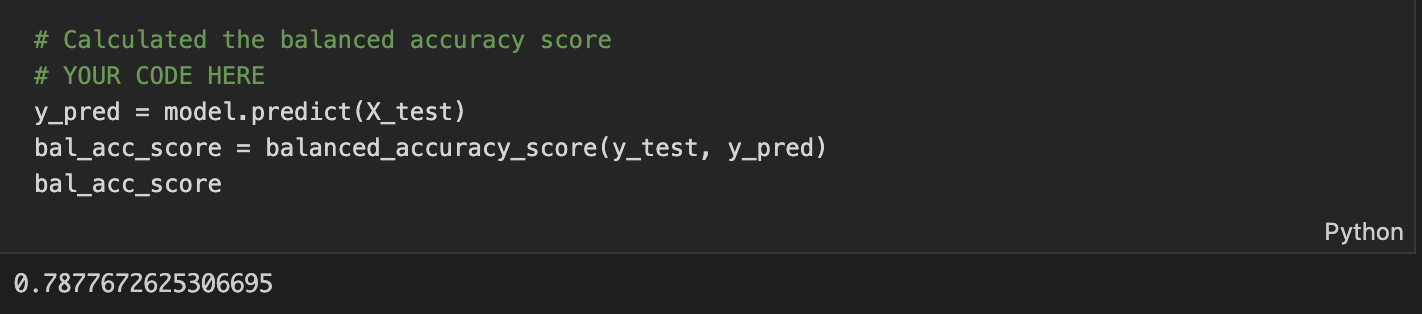 # Calculated the balanced accuracy score
# YOUR CODE HERE
y_pred = model.predict(X_test)
bal_acc_score = balanced_accuracy_score(y_test, y_pred)
bal_acc_score
Python
0.7877672625306695